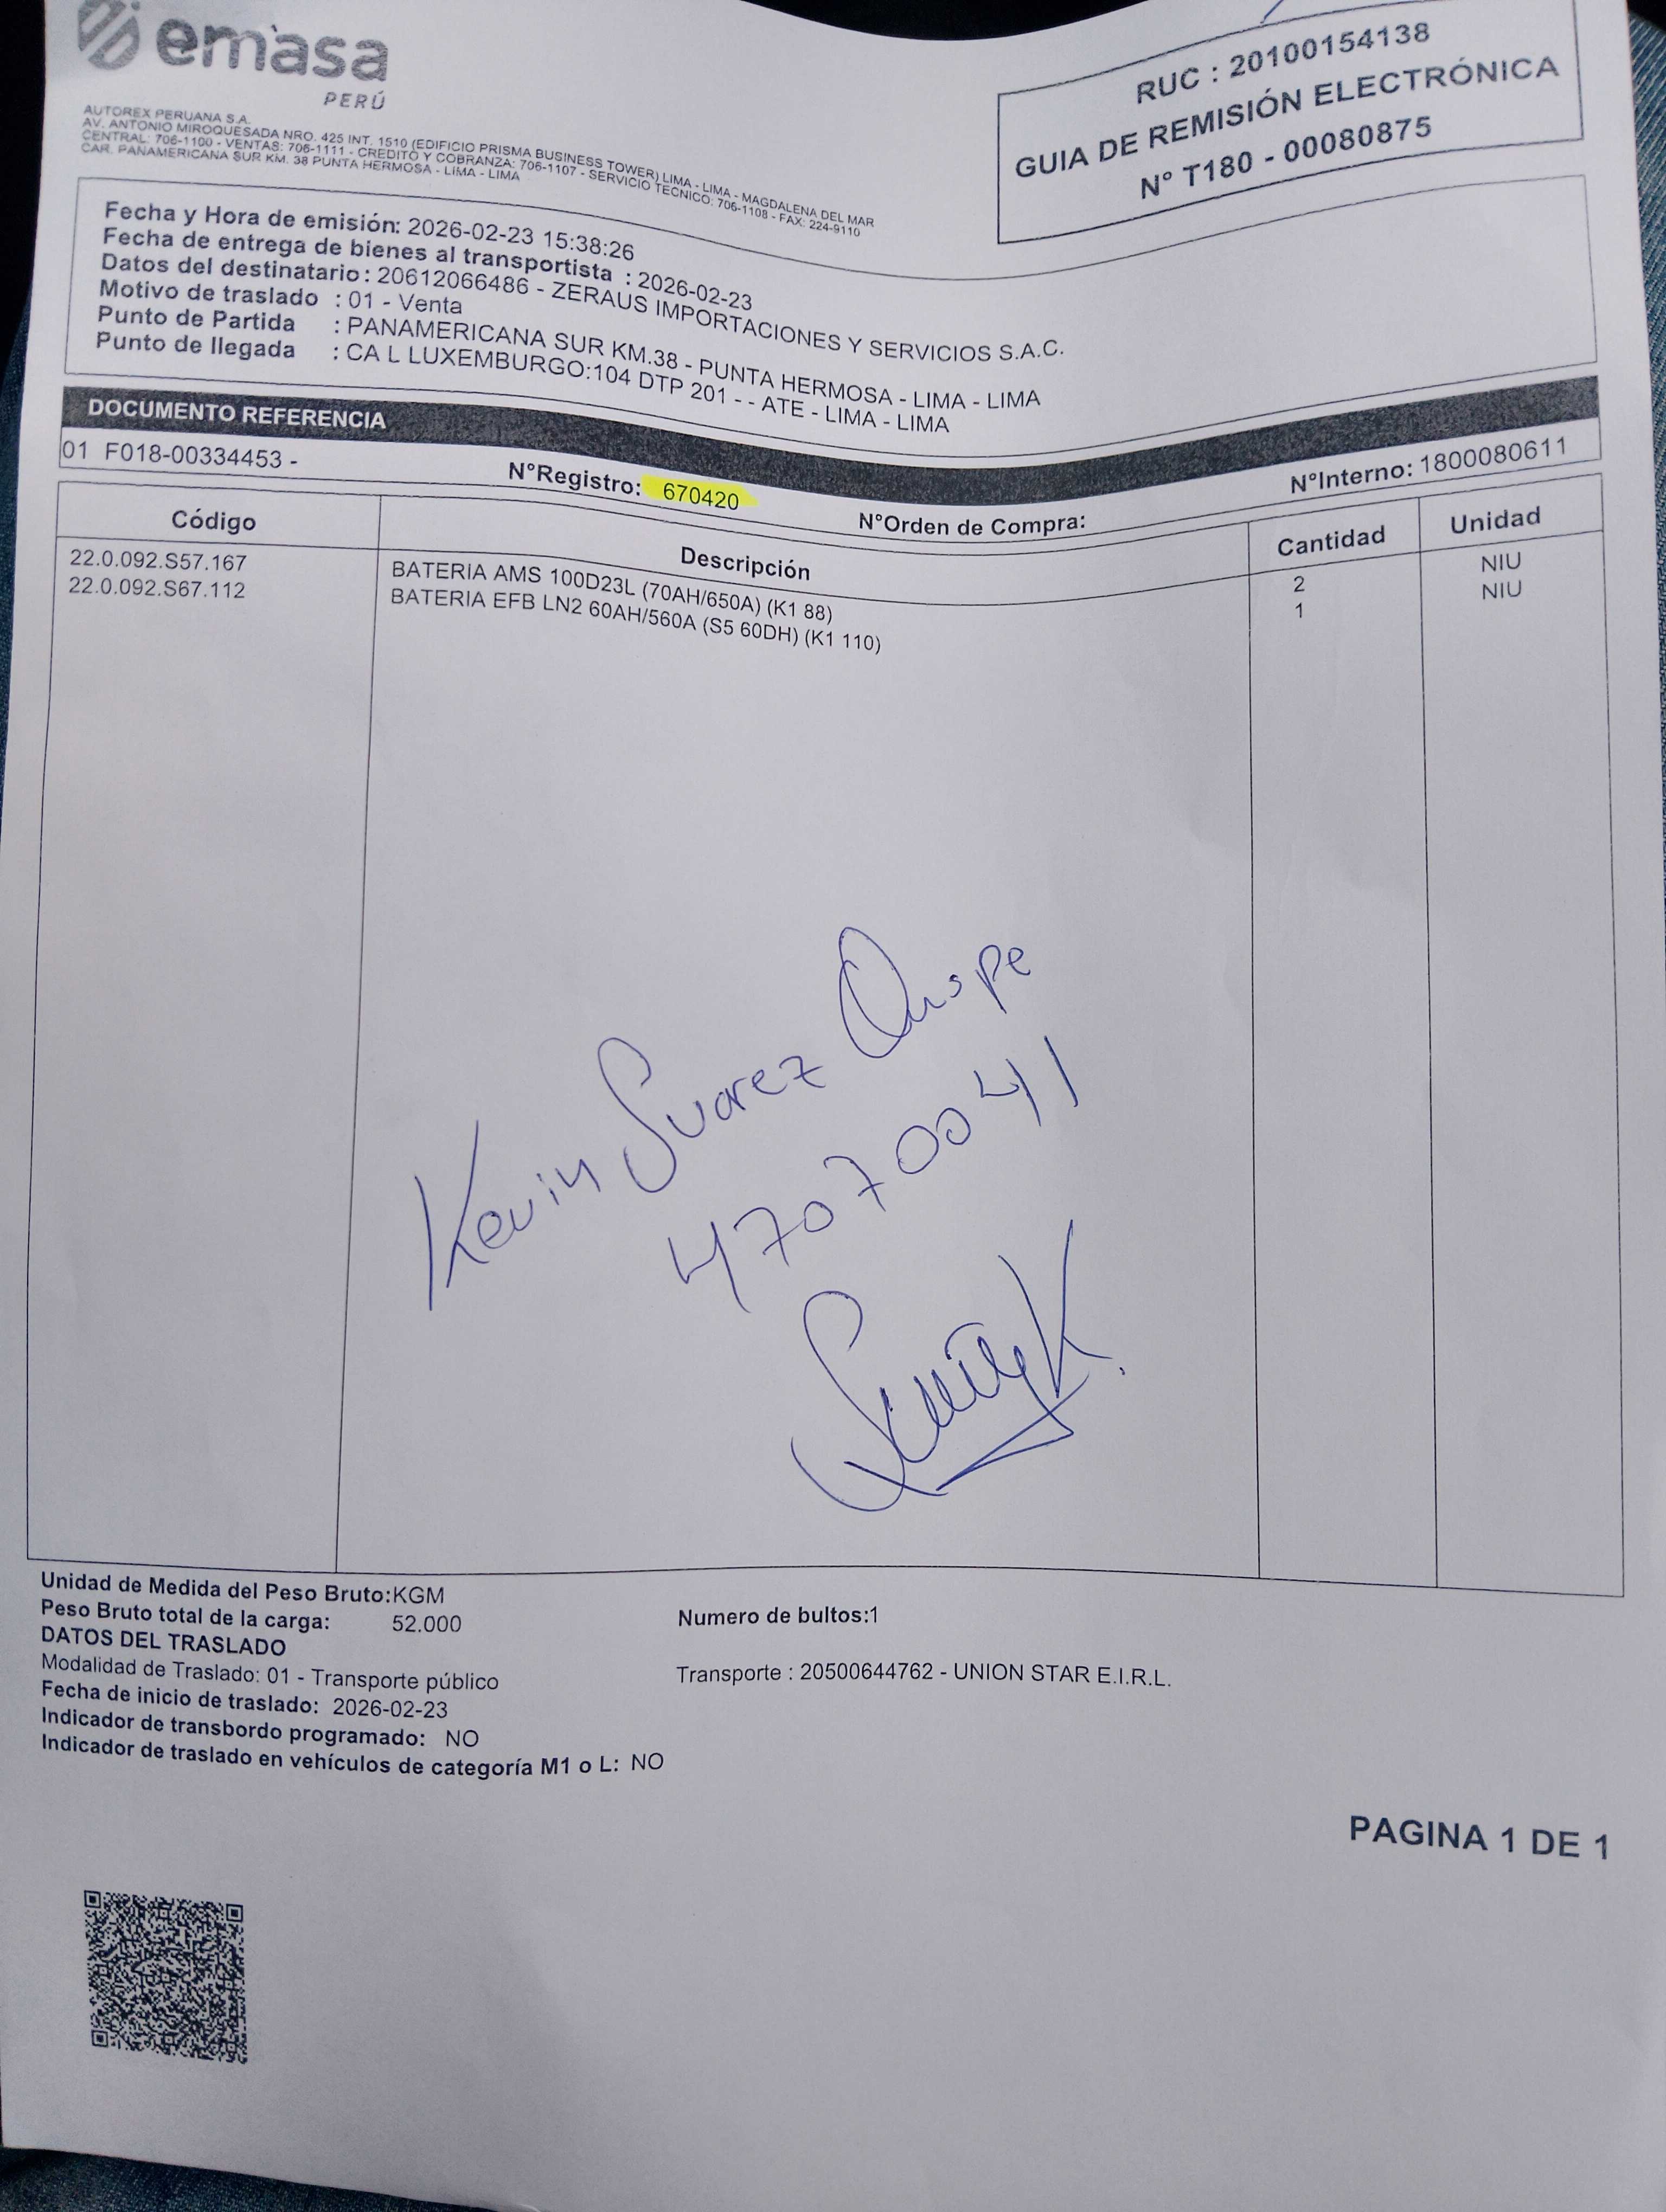 emasa
PERÚ
AUTOREX PERUANA S.A.
AV. ANTONIO MIROQUESADA NRO. 425 INT. 1510 (EDIFICIO PRISMA BUSINESS TOWER) LIMA - LIMA - MAGDALENA DEL MAR
CENTRAL: 706-1100 - VENTAS: 706-1111 - CREDITO Y COBRANZA: 706-1107 - SERVICIO TECNICO: 706-1108 - FAX: 224-9110
CAR. PANAMERICANA SUR KM. 38 PUNTA HERMOSA - LIMA - LIMA
RUC : 20100154138
GUIA DE REMISIÓN ELECTRÓNICA
N° T180 - 00080875
Fecha y Hora de emisión: 2026-02-23 15:38:26
Fecha de entrega de bienes al transportista : 2026-02-23
Datos del destinatario : 20612066486 - ZERAUS IMPORTACIONES Y SERVICIOS S.A.C.
Motivo de traslado : 01 - Venta
Punto de Partida : PANAMERICANA SUR KM.38 - PUNTA HERMOSA - LIMA - LIMA
Punto de llegada : CA L LUXEMBURGO:104 DTP 201 - - ATE - LIMA - LIMA
DOCUMENTO REFERENCIA
01 F018-00334453 - N°Registro: 670420 N°Orden de Compra: N°Interno: 1800080611
Código Descripción Cantidad Unidad
22.0.092.S57.167 BATERIA AMS 100D23L (70AH/650A) (K1 88) 2 NIU
22.0.092.S67.112 BATERIA EFB LN2 60AH/560A (S5 60DH) (K1 110) 1 NIU
Kevin Suarez Quispe
47070041
Unidad de Medida del Peso Bruto:KGM
Peso Bruto total de la carga: 52.000 Numero de bultos:1
DATOS DEL TRASLADO
Modalidad de Traslado: 01 - Transporte público Transporte : 20500644762 - UNION STAR E.I.R.L.
Fecha de inicio de traslado: 2026-02-23
Indicador de transbordo programado: NO
Indicador de traslado en vehículos de categoría M1 o L: NO
PAGINA 1 DE 1